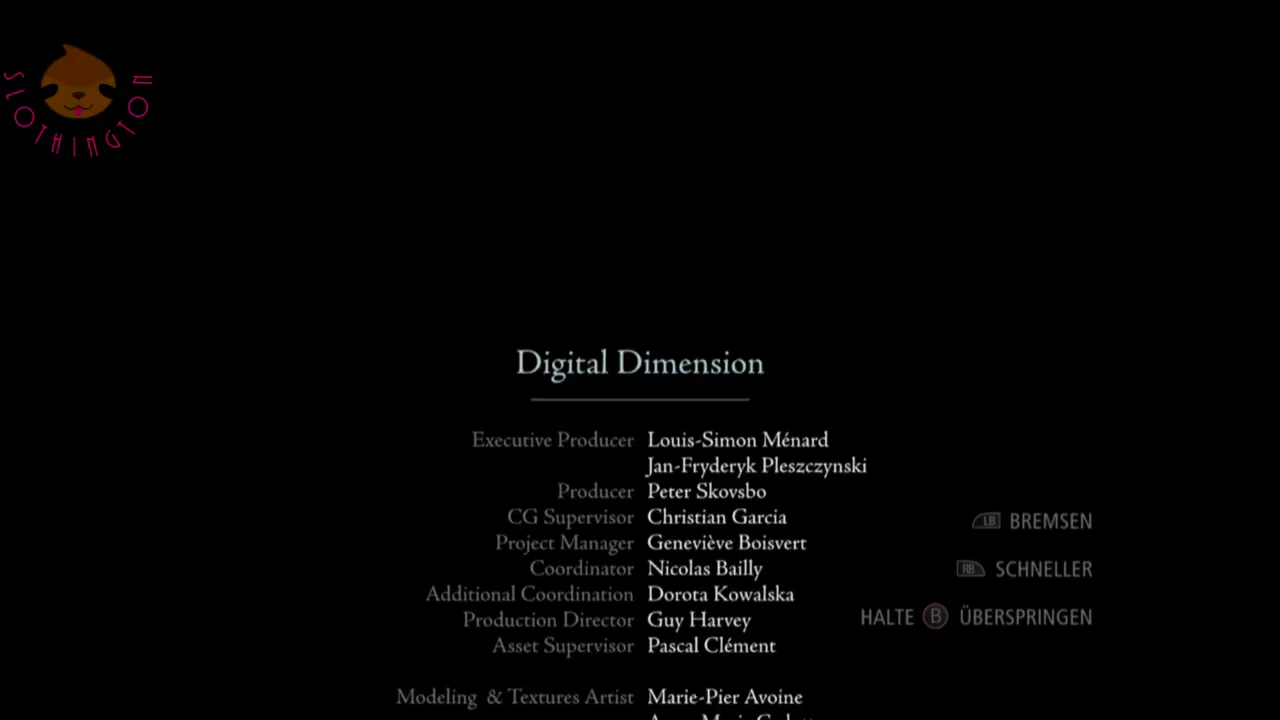 SLOTHINGTON
Digital Dimension
Executive Producer Louis-Simon Ménard
Jan-Fryderyk Pleszczynski
Producer Peter Skovsbo
CG Supervisor Christian Garcia
Project Manager Geneviève Boisvert
Coordinator Nicolas Bailly
Additional Coordination Dorota Kowalska
Production Director Guy Harvey
Asset Supervisor Pascal Clément
Modeling & Textures Artist Marie-Pier Avoine
LB BREMSEN
RB SCHNELLER
HALTE B ÜBERSPRINGEN